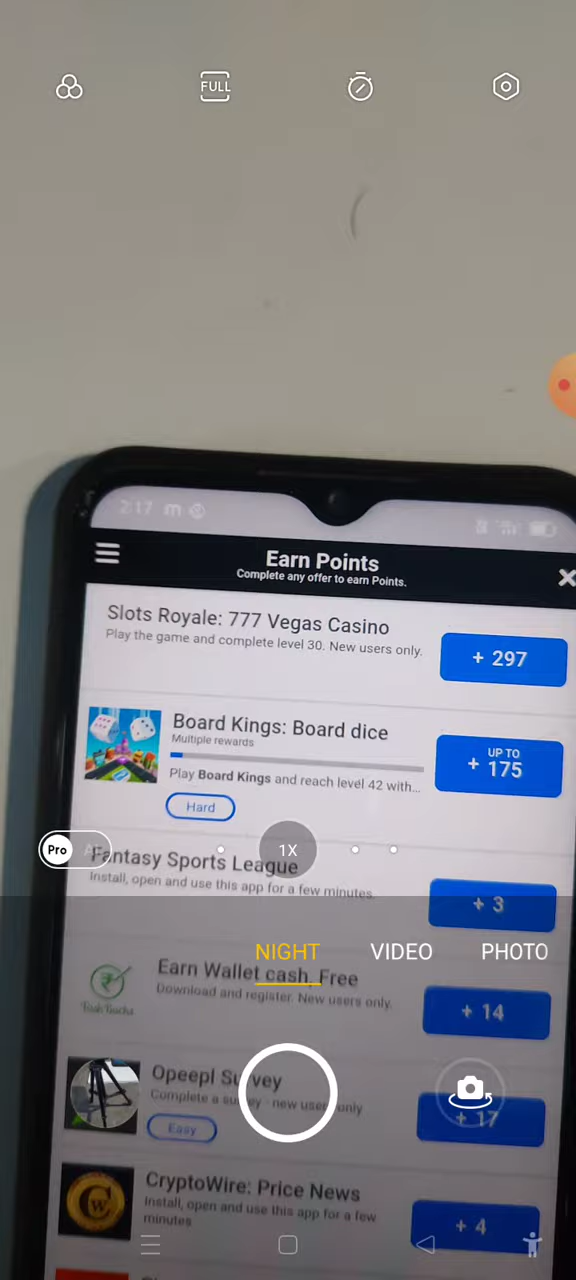 FULL
2:17
Earn Points
Complete any offer to earn Points.
Slots Royale: 777 Vegas Casino
Play the game and complete level 30. New users only.
+ 297
Board Kings: Board dice
Multiple rewards
Play Board Kings and reach level 42 with...
UP TO
+ 175
Hard
Pro
1X
Fantasy Sports League
Install, open and use this app for a few minutes.
+ 3
NIGHT
VIDEO
PHOTO
Earn Wallet cash, Free
Download and register. New users only.
+ 14
Opeepl Survey
Complete a survey - new users only
Easy
+ 17
CryptoWire: Price News
Install, open and use this app for a few
minutes
+ 4